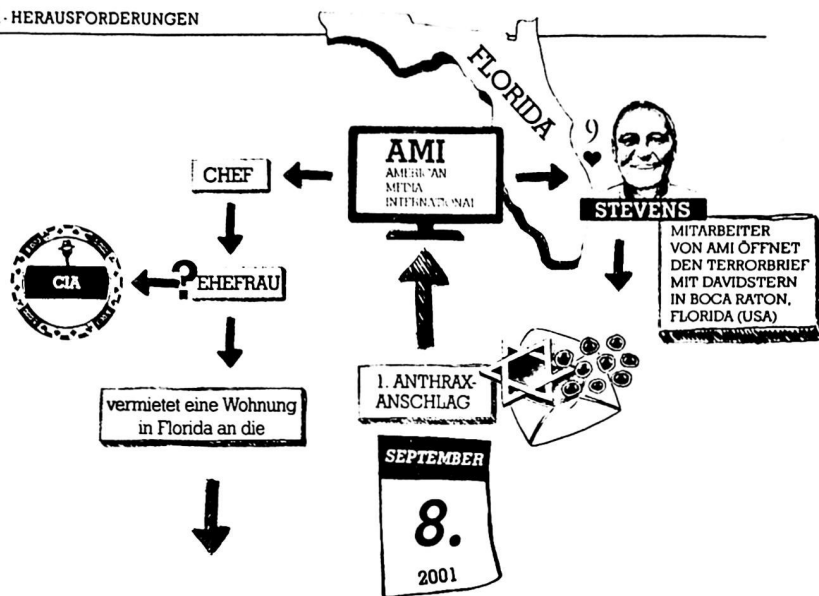 · HERAUSFORDERUNGEN
FLORIDA
AMI
AMERICAN
MEDIA
INTERNATIONAL
CHEF
9
STEVENS
MITARBEITER
VON AMI ÖFFNET
DEN TERRORBRIEF
MIT DAVIDSTERN
IN BOCA RATON,
FLORIDA (USA)
CIA
? EHEFRAU
1. ANTHRAX-
ANSCHLAG
vermietet eine Wohnung
in Florida an die
SEPTEMBER
8.
2001